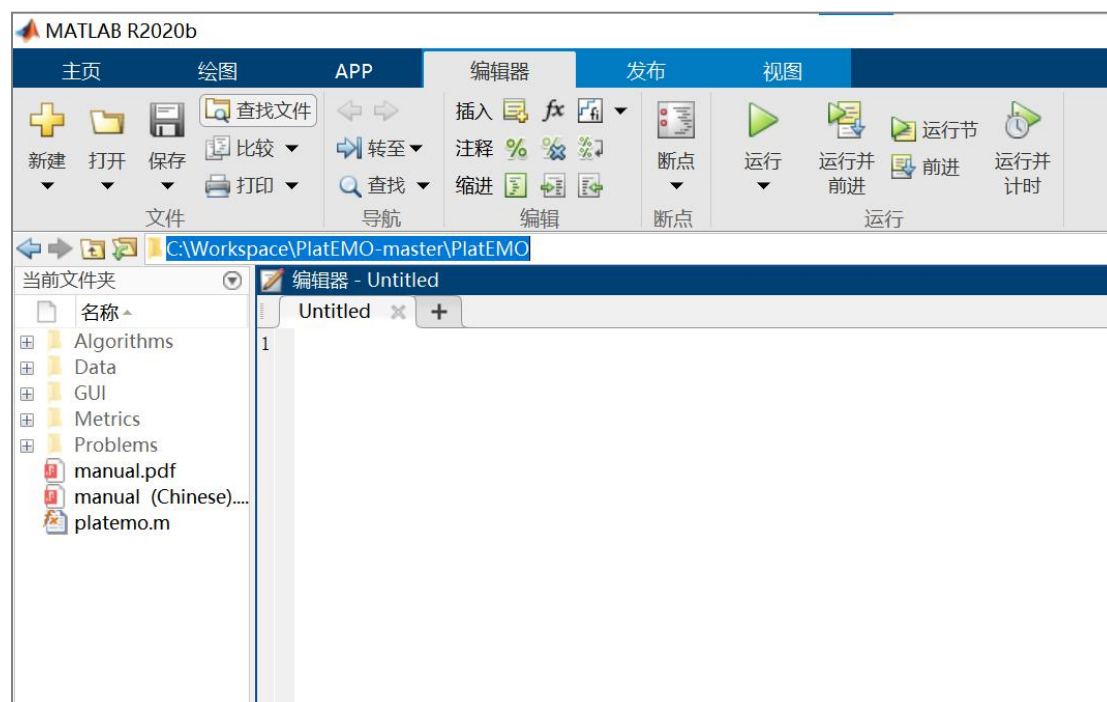 MATLAB R2020b
主页 绘图 APP 编辑器 发布 视图
新建 打开 保存 查找文件 比较 打印
转至 查找
插入 fx fi
注释 % %
缩进
断点
运行 运行并前进 运行节 前进 运行并计时
文件 导航 编辑 断点 运行
C:\Workspace\PlatEMO-master\PlatEMO
当前文件夹 编辑器 - Untitled
名称 Untitled
1
Algorithms
Data
GUI
Metrics
Problems
manual.pdf
manual (Chinese)....
platemo.m